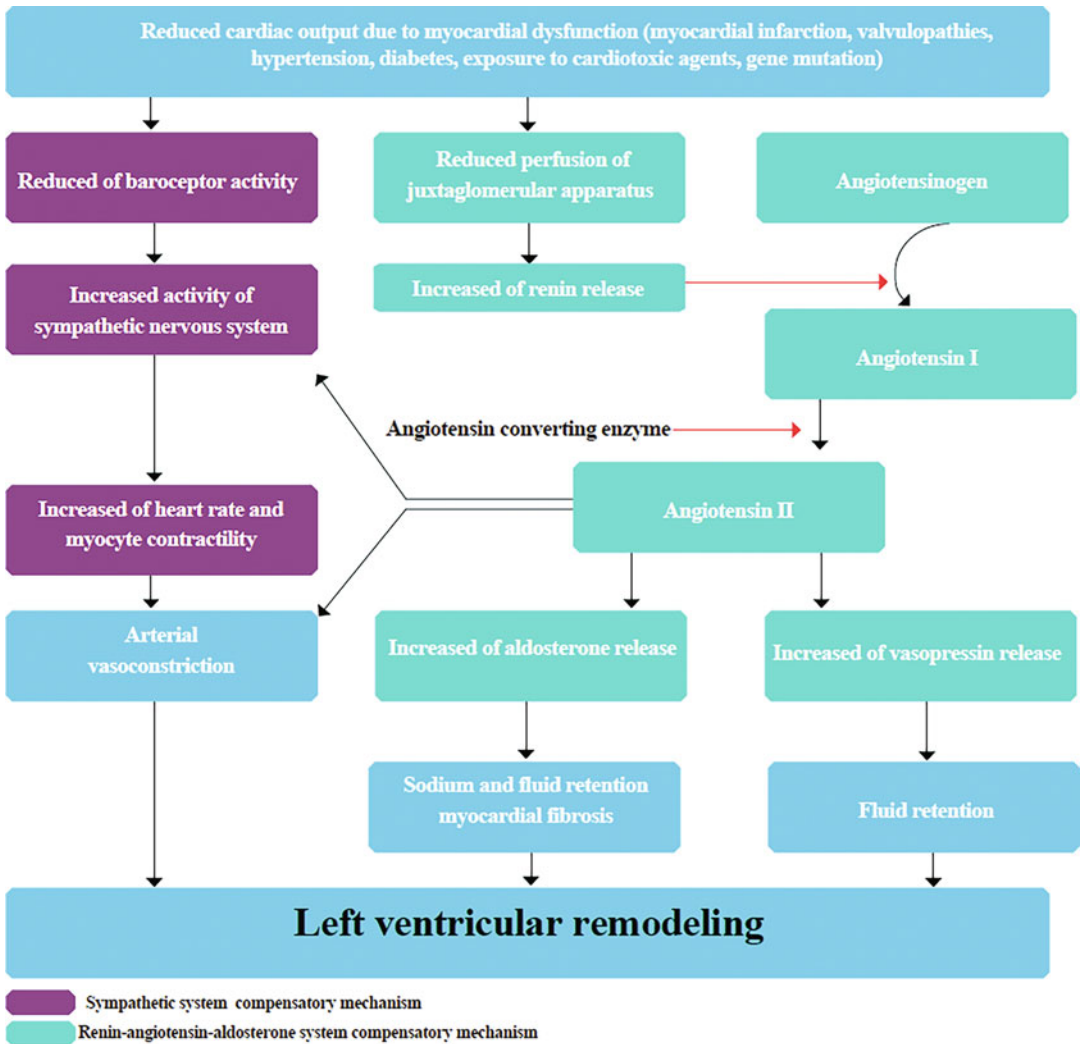 Reduced cardiac output due to myocardial dysfunction (myocardial infarction, valvulopathies,
hypertension, diabetes, exposure to cardiotoxic agents, gene mutation)
Reduced of baroceptor activity
Reduced perfusion of
juxtaglomerular apparatus
Angiotensinogen
Increased activity of
sympathetic nervous system
Increased of renin release
Angiotensin I
Angiotensin converting enzyme
Increased of heart rate and
myocyte contractility
Angiotensin II
Arterial
vasoconstriction
Increased of aldosterone release
Increased of vasopressin release
Sodium and fluid retention
myocardial fibrosis
Fluid retention
Left ventricular remodeling
Sympathetic system compensatory mechanism
Renin-angiotensin-aldosterone system compensatory mechanism